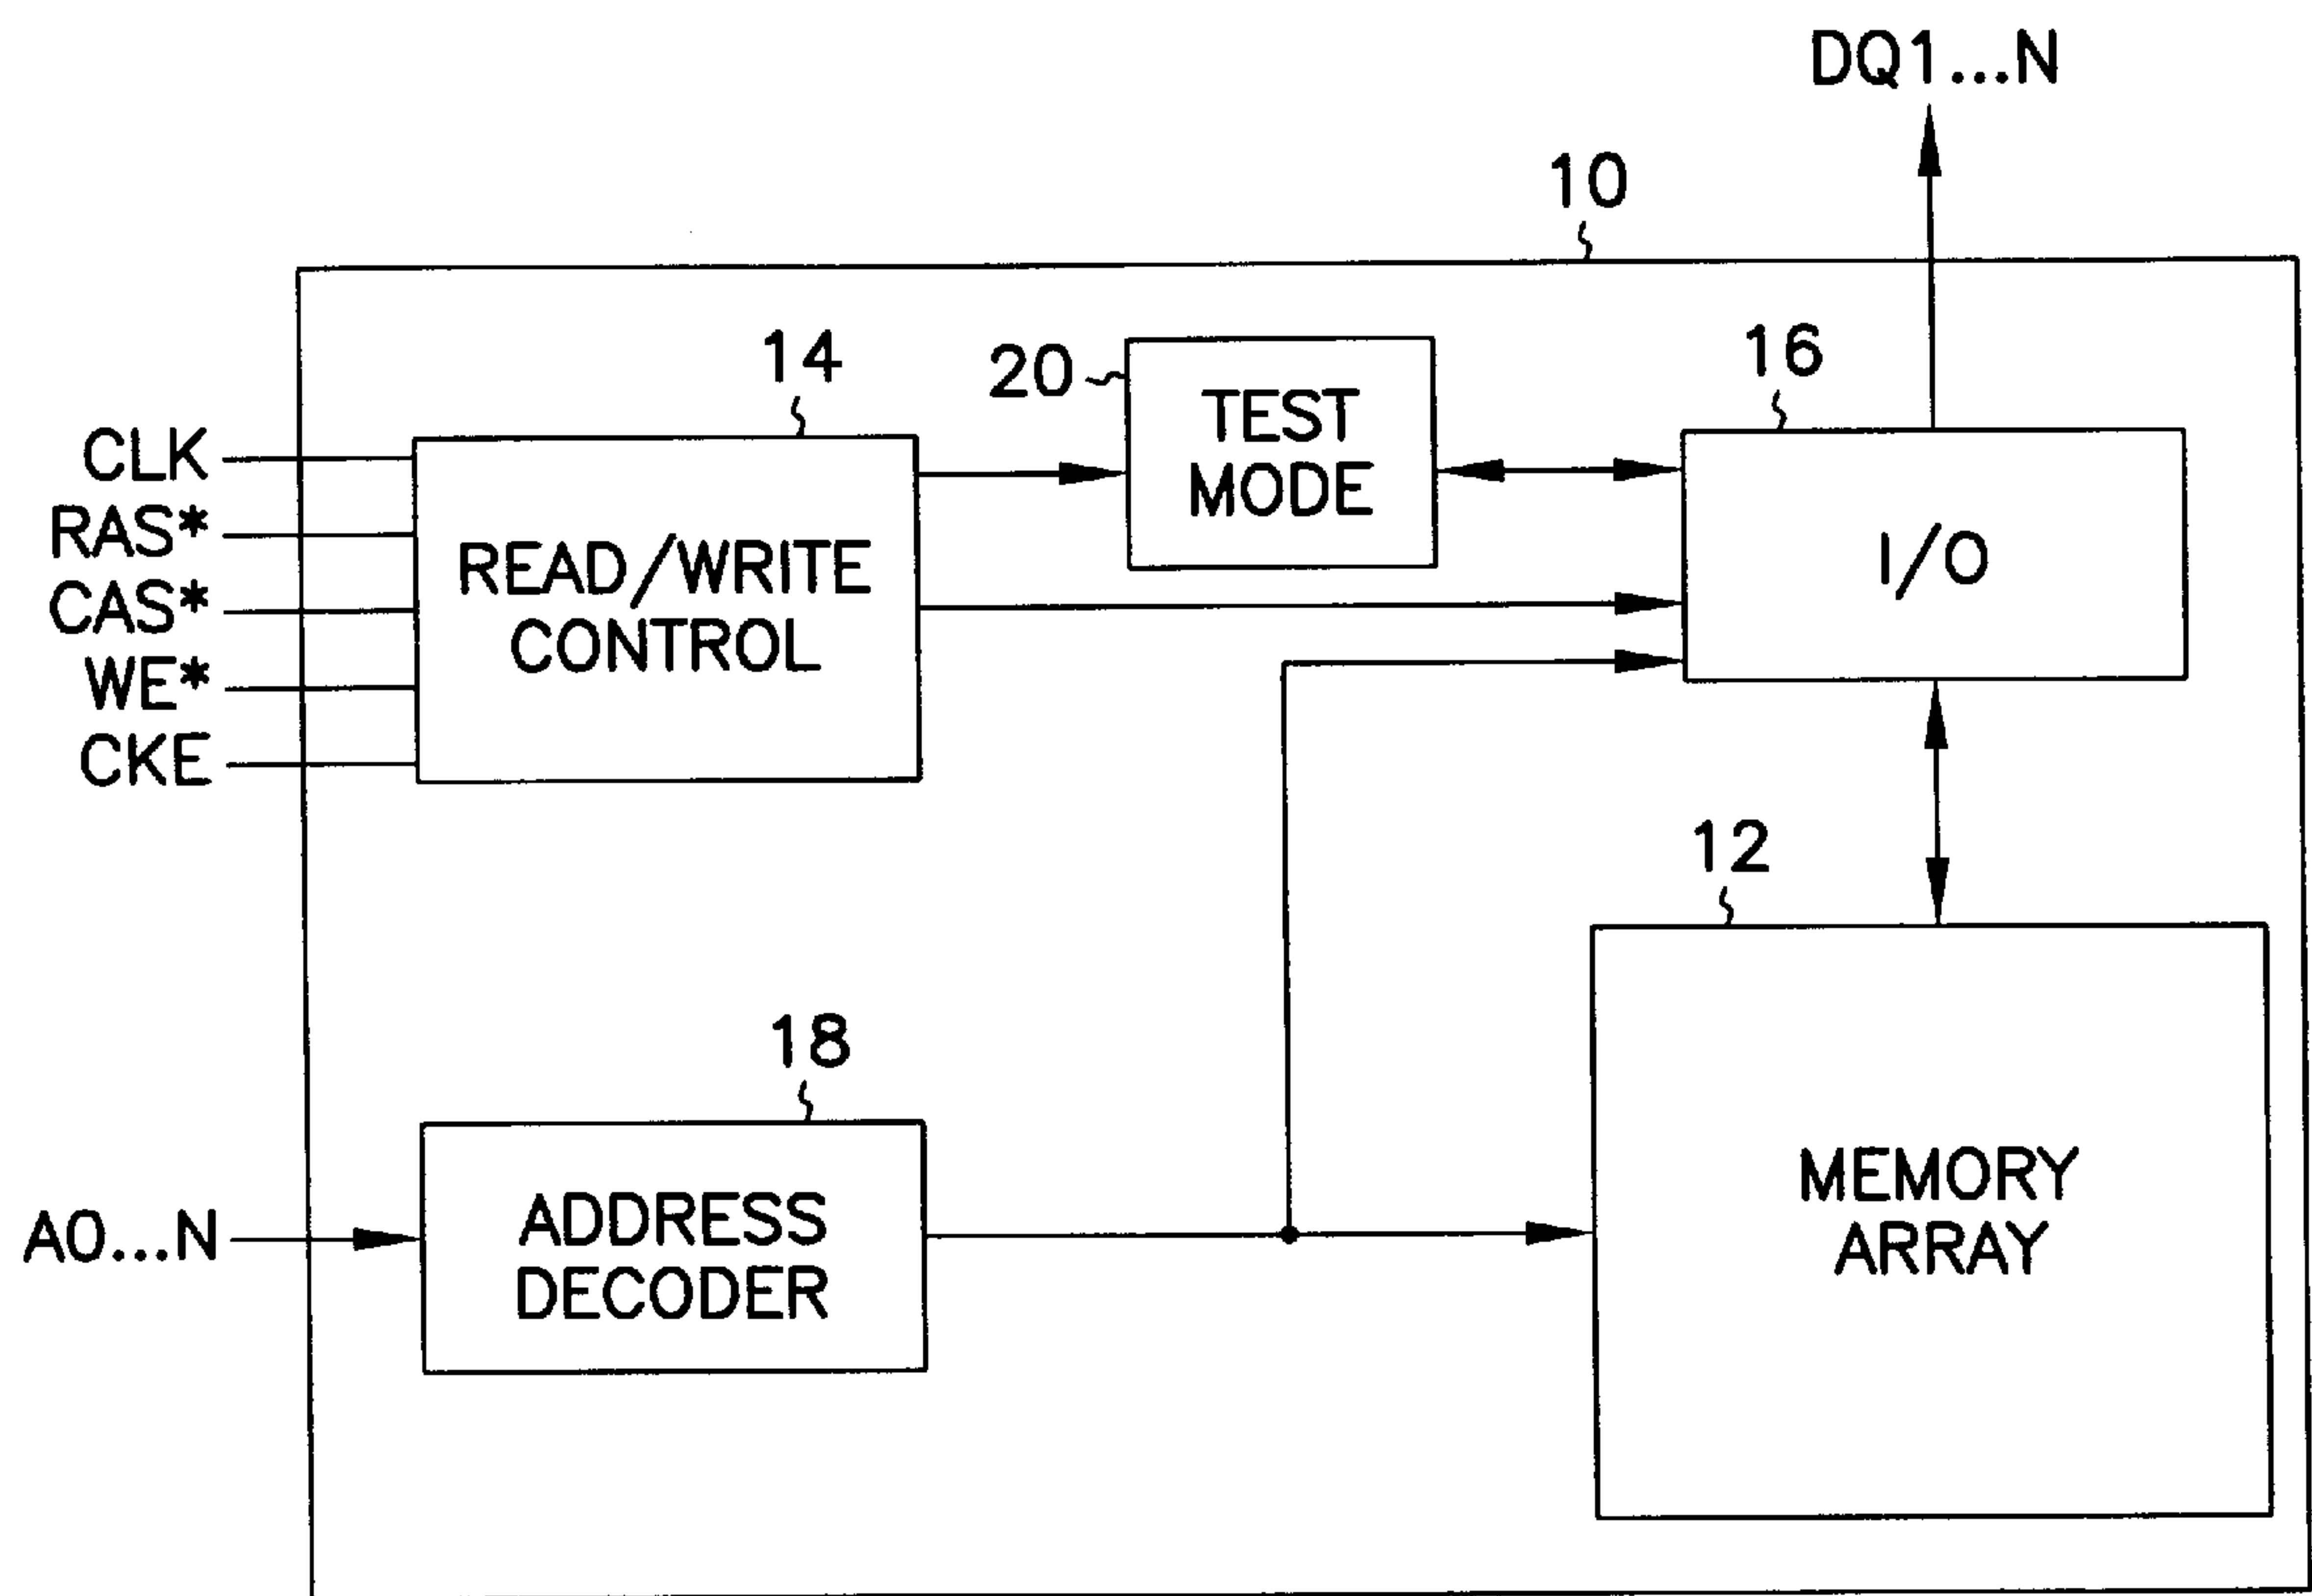 DQ1...N
10
14
20
TEST
MODE
16
CLK
RAS*
CAS*
WE*
CKE
READ/WRITE
CONTROL
I/O
12
18
A0...N
ADDRESS
DECODER
MEMORY
ARRAY